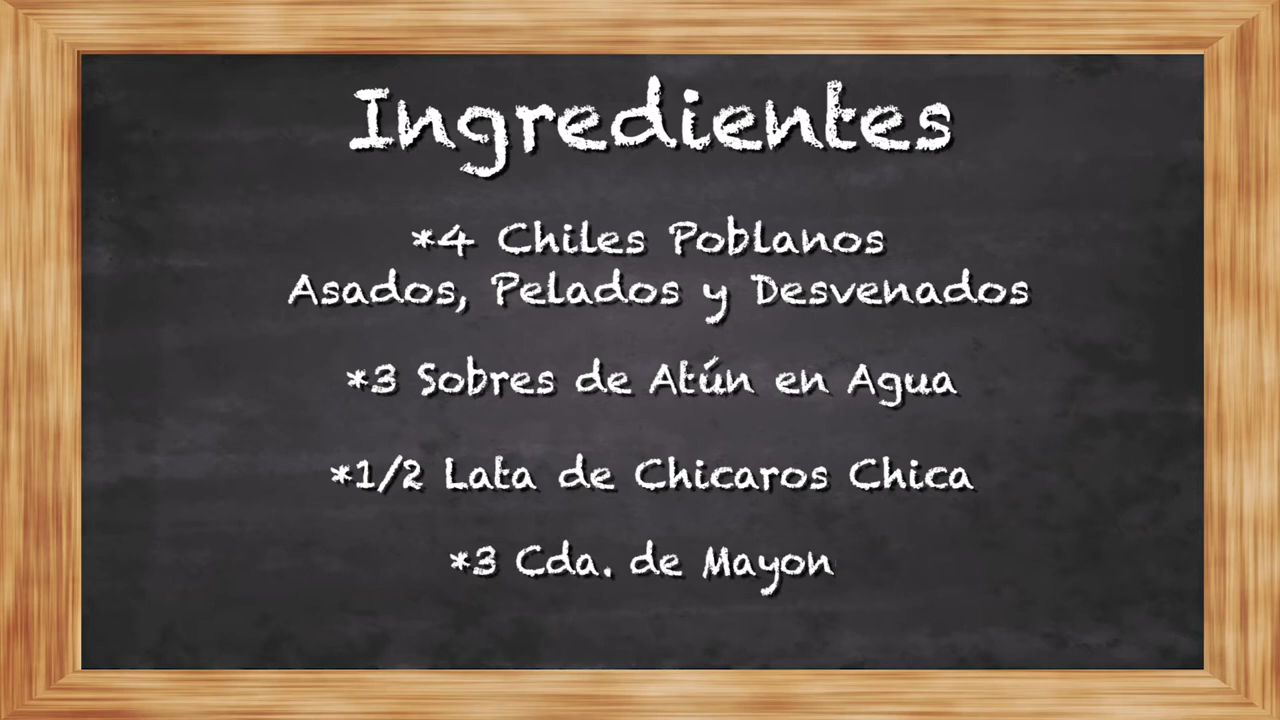 Ingredientes
*4 Chiles Poblanos
Asados, Pelados y Desvenados
*3 Sobres de Atún en Agua
*1/2 Lata de Chicaros Chica
*3 Cda. de Mayon